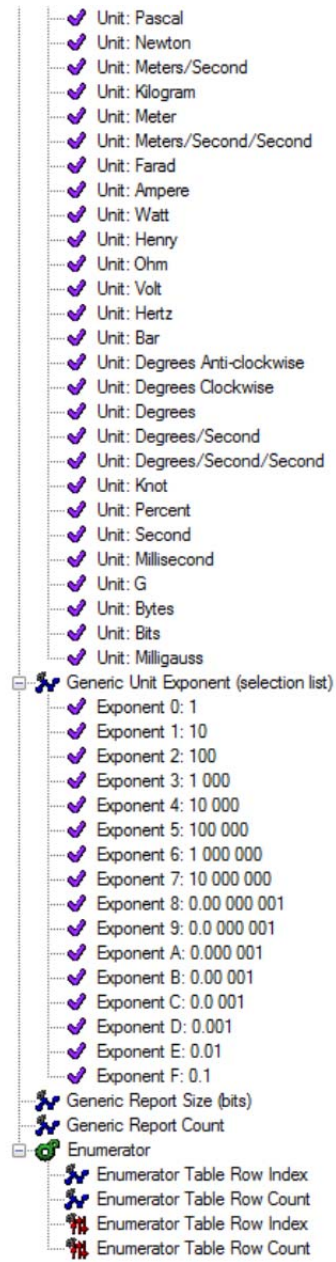 Unit: Pascal
Unit: Newton
Unit: Meters/Second
Unit: Kilogram
Unit: Meter
Unit: Meters/Second/Second
Unit: Farad
Unit: Ampere
Unit: Watt
Unit: Henry
Unit: Ohm
Unit: Volt
Unit: Hertz
Unit: Bar
Unit: Degrees Anti-clockwise
Unit: Degrees Clockwise
Unit: Degrees
Unit: Degrees/Second
Unit: Degrees/Second/Second
Unit: Knot
Unit: Percent
Unit: Second
Unit: Millisecond
Unit: G
Unit: Bytes
Unit: Bits
Unit: Milligauss
Generic Unit Exponent (selection list)
Exponent 0: 1
Exponent 1: 10
Exponent 2: 100
Exponent 3: 1 000
Exponent 4: 10 000
Exponent 5: 100 000
Exponent 6: 1 000 000
Exponent 7: 10 000 000
Exponent 8: 0.00 000 001
Exponent 9: 0.0 000 001
Exponent A: 0.000 001
Exponent B: 0.00 001
Exponent C: 0.0 001
Exponent D: 0.001
Exponent E: 0.01
Exponent F: 0.1
Generic Report Size (bits)
Generic Report Count
Enumerator
Enumerator Table Row Index
Enumerator Table Row Count
Enumerator Table Row Index
Enumerator Table Row Count